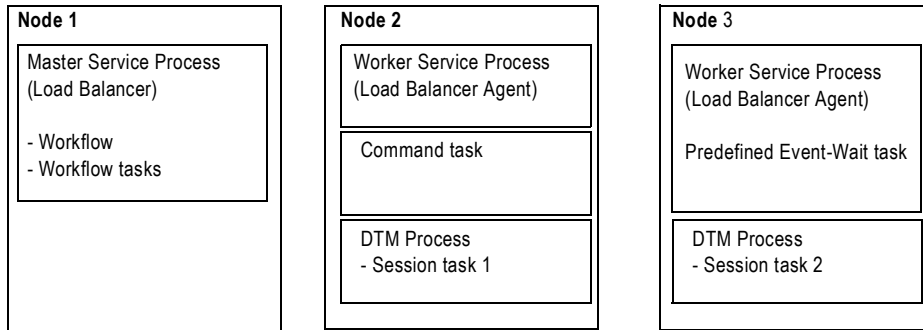 Node 1
Master Service Process
(Load Balancer)
- Workflow
- Workflow tasks
Node 2
Worker Service Process
(Load Balancer Agent)
Command task
DTM Process
- Session task 1
Node 3
Worker Service Process
(Load Balancer Agent)
Predefined Event-Wait task
DTM Process
- Session task 2